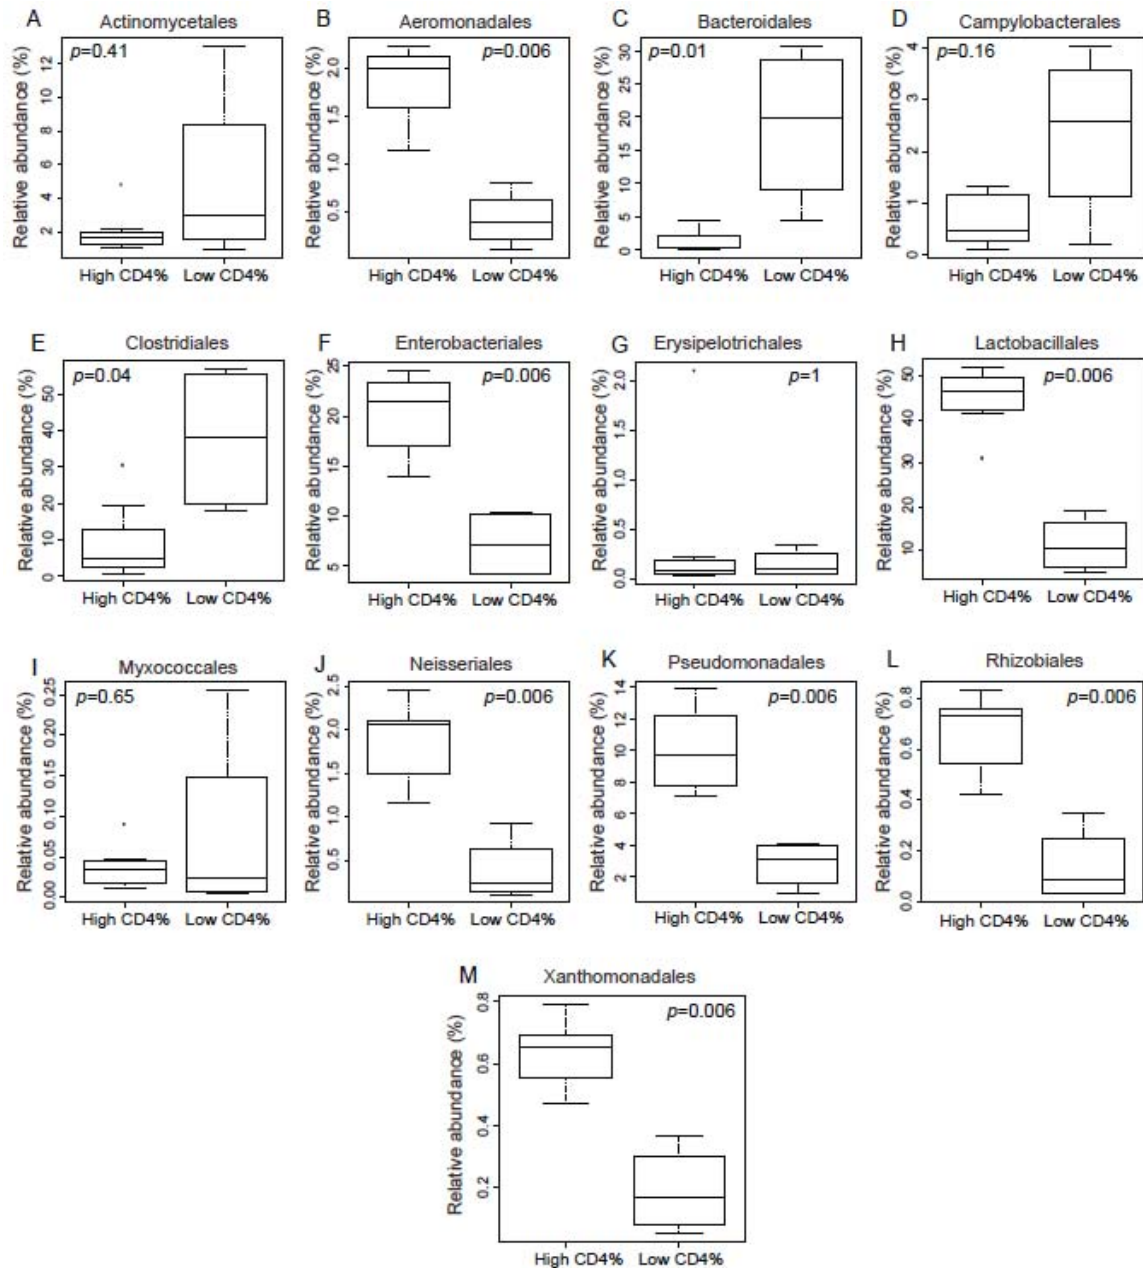 A Actinomycetales B Aeromonadales C Bacteroidales D Campylobacterales
p=0.41 p=0.006 p=0.01 p=0.16
Relative abundance (%)
2 4 6 8 10 12
High CD4% Low CD4%
Relative abundance (%)
0.5 1.0 1.5 2.0
High CD4% Low CD4%
Relative abundance (%)
0 5 10 15 20 25 30
High CD4% Low CD4%
Relative abundance (%)
0 1 2 3 4
High CD4% Low CD4%
E Clostridiales F Enterobacteriales G Erysipelotrichales H Lactobacillales
p=0.04 p=0.006 p=1 p=0.006
Relative abundance (%)
0 10 20 30 40 50
High CD4% Low CD4%
Relative abundance (%)
5 10 15 20 25
High CD4% Low CD4%
Relative abundance (%)
0.0 0.5 1.0 1.5 2.0
High CD4% Low CD4%
Relative abundance (%)
10 20 30 40 50
High CD4% Low CD4%
I Myxococcales J Neisseriales K Pseudomonadales L Rhizobiales
p=0.65 p=0.006 p=0.006 p=0.006
Relative abundance (%)
0.00 0.05 0.10 0.15 0.20 0.25
High CD4% Low CD4%
Relative abundance (%)
0.5 1.0 1.5 2.0 2.5
High CD4% Low CD4%
Relative abundance (%)
2 4 6 8 10 12 14
High CD4% Low CD4%
Relative abundance (%)
0.0 0.2 0.4 0.6 0.8
High CD4% Low CD4%
M Xanthomonadales
p=0.006
Relative abundance (%)
0.2 0.4 0.6 0.8
High CD4% Low CD4%